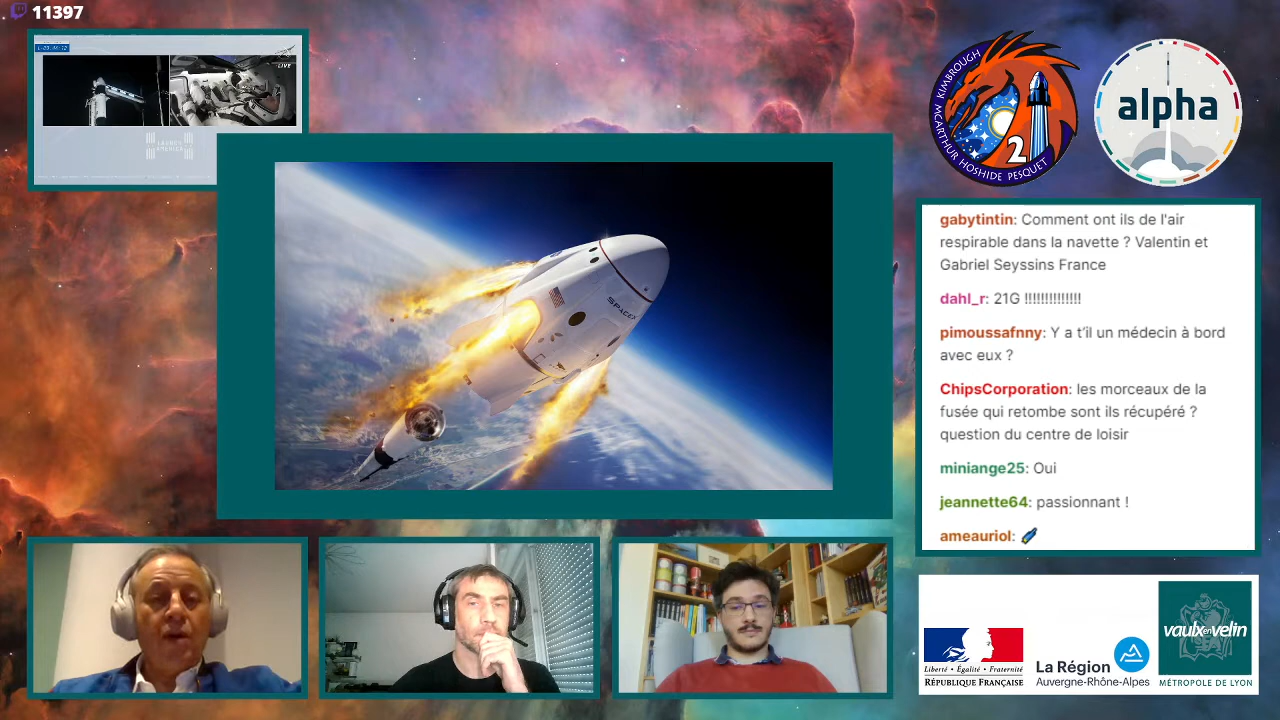 11397
LIVE
LAUNCH
AMERICA
SPACEX
KIMBROUGH
MCARTHUR HOSHIDE PESQUET
2
alpha
gabytintin: Comment ont ils de l'air
respirable dans la navette ? Valentin et
Gabriel Seyssins France
dahl_r: 21G !!!!!!!!!!!!!!
pimoussafnny: Y a t'il un médecin à bord
avec eux ?
ChipsCorporation: les morceaux de la
fusée qui retombe sont ils récupéré ?
question du centre de loisir
miniange25: Oui
jeannette64: passionnant !
ameauriol:
Liberté • Égalité • Fraternité
RÉPUBLIQUE FRANÇAISE
La Région
Auvergne-Rhône-Alpes
vaulx en velin
MÉTROPOLE DE LYON